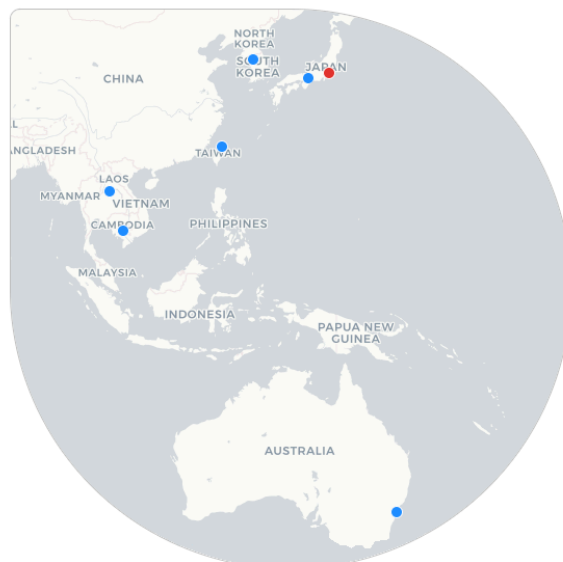 NORTH
KOREA
SOUTH
KOREA
JAPAN
CHINA
TAIWAN
ANGLADESH
LAOS
MYANMAR
VIETNAM
CAMBODIA
PHILIPPINES
MALAYSIA
INDONESIA
PAPUA NEW
GUINEA
AUSTRALIA